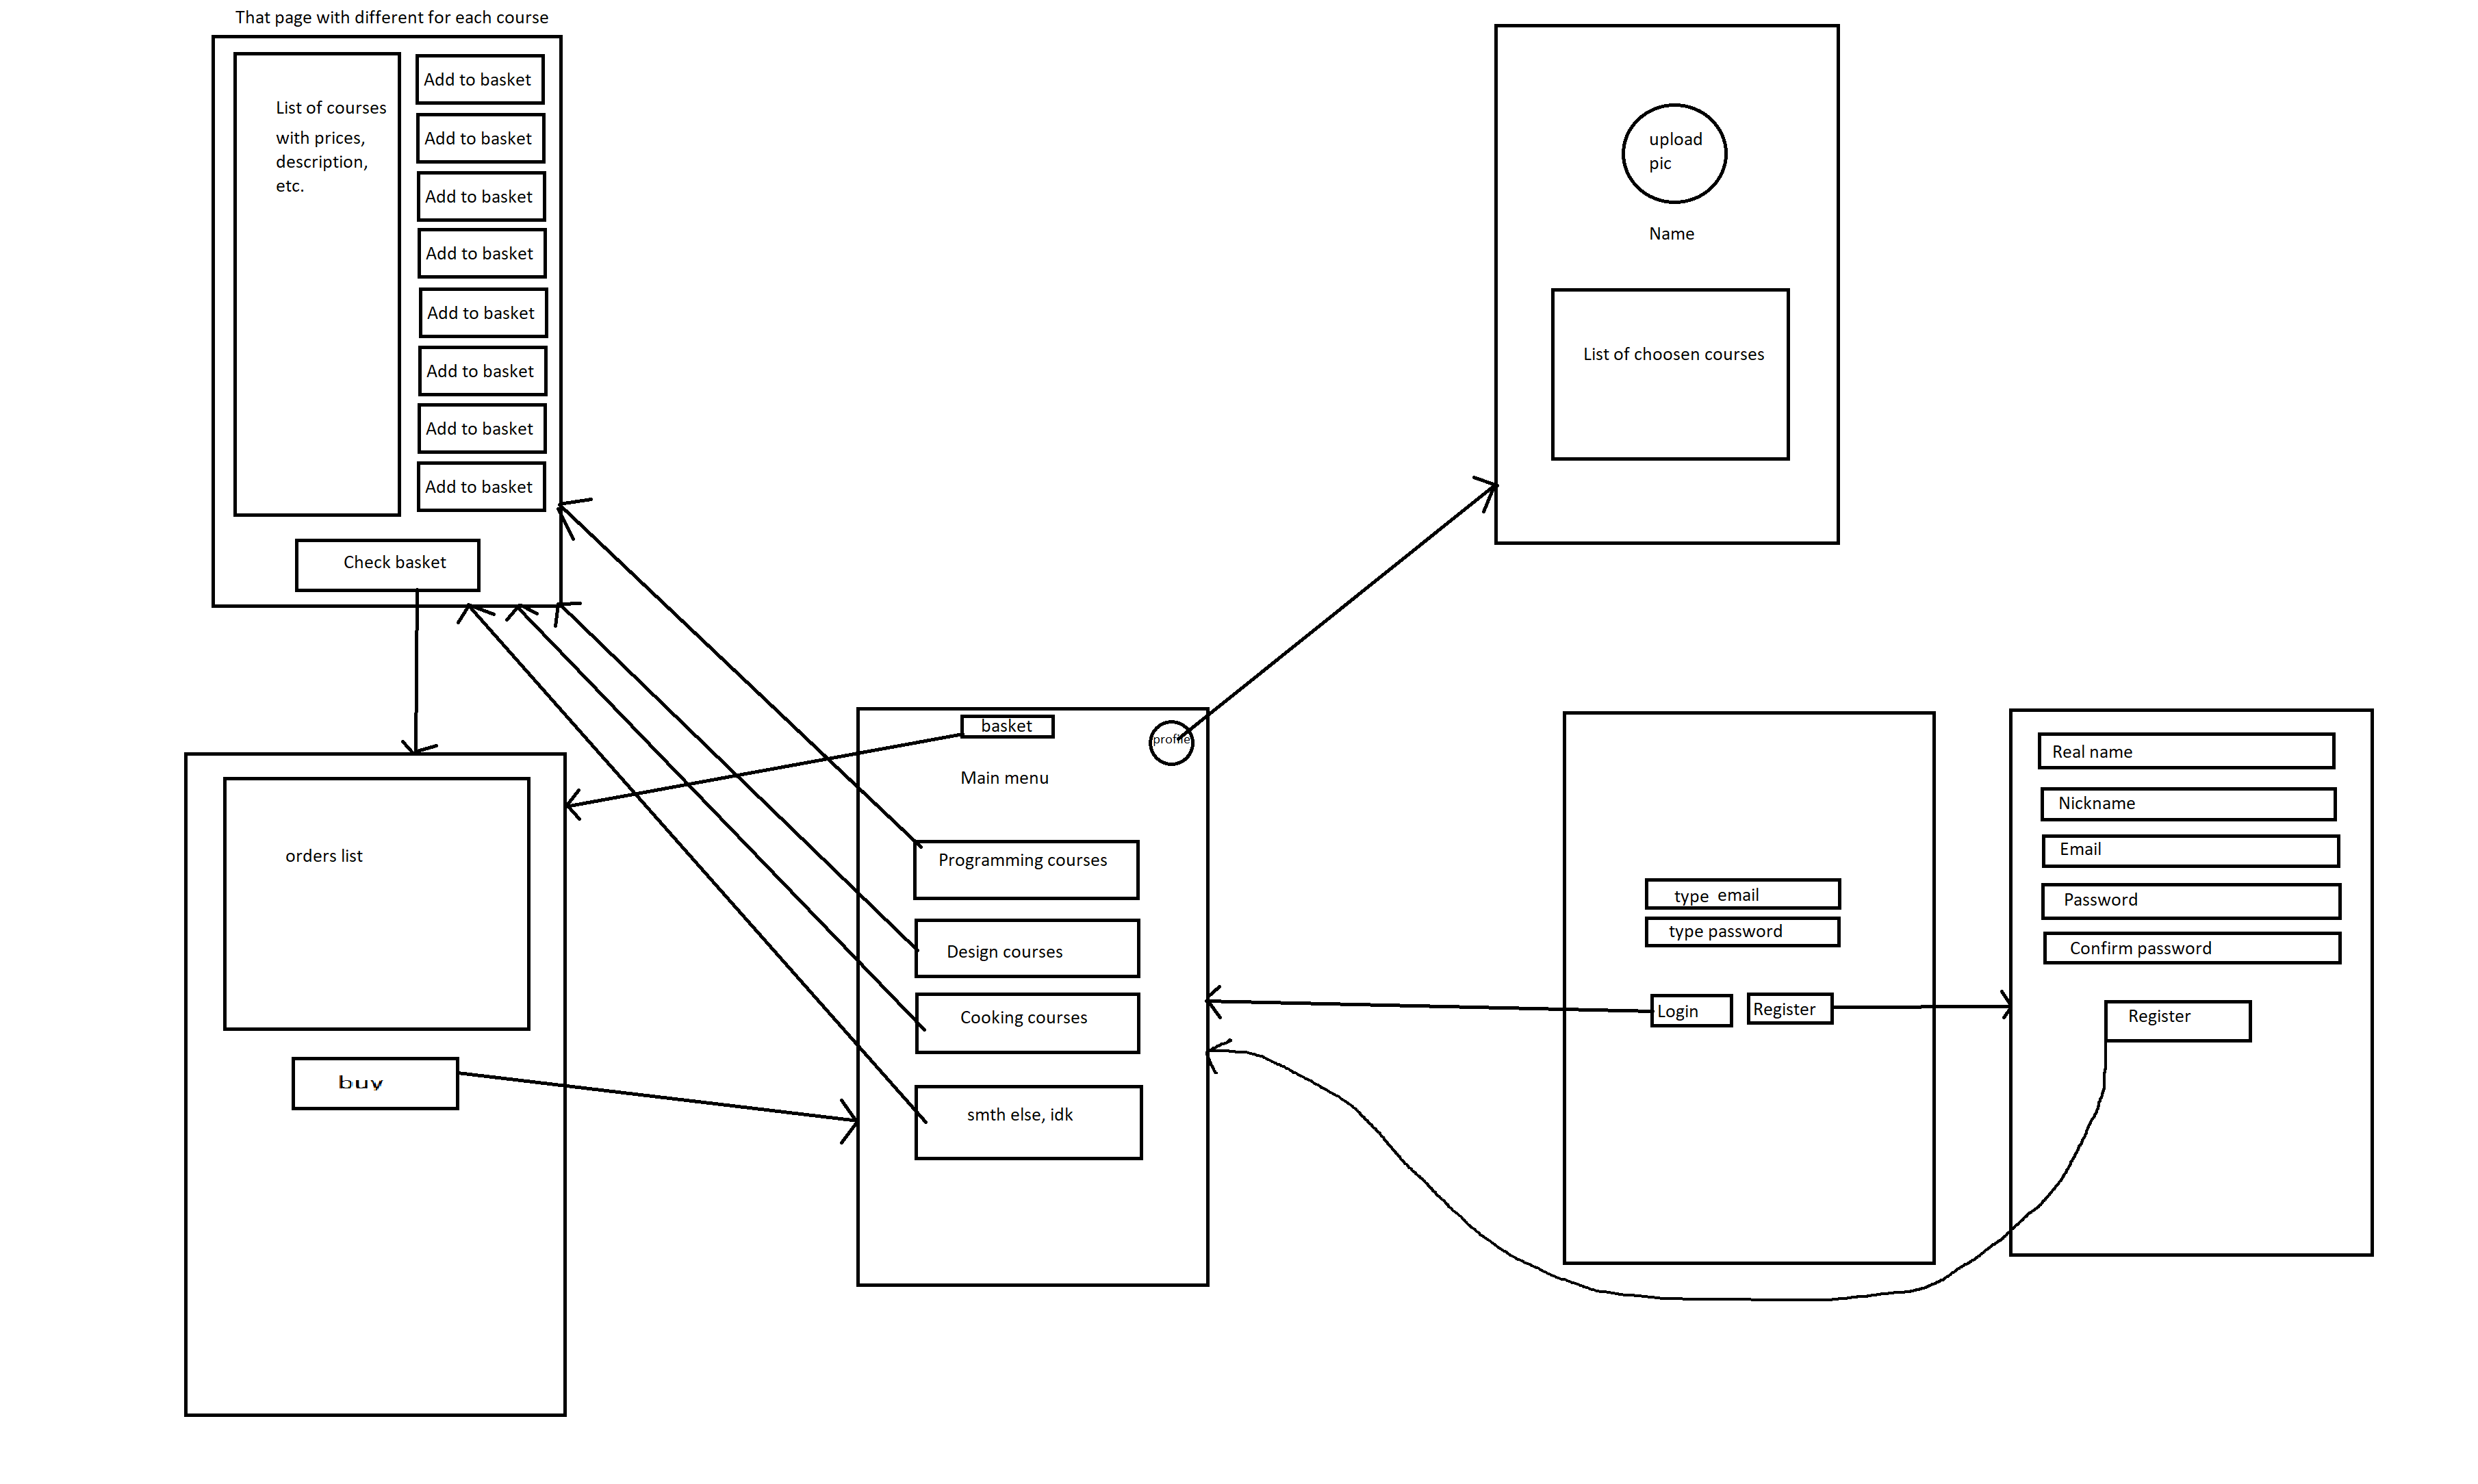 That page with different for each course
List of courses
with prices,
description,
etc.
Add to basket
Add to basket
Add to basket
Add to basket
Add to basket
Add to basket
Add to basket
Add to basket
Check basket
upload
pic
Name
List of choosen courses
orders list
buy
basket
profile
Main menu
Programming courses
Design courses
Cooking courses
smth else, idk
type email
type password
Login
Register
Real name
Nickname
Email
Password
Confirm password
Register